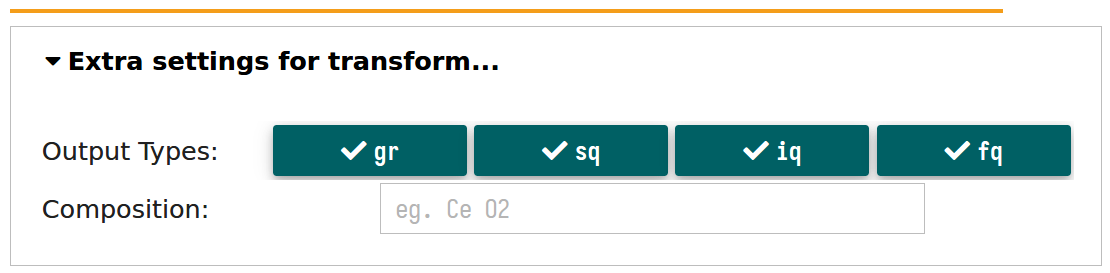 Extra settings for transform...
Output Types: gr sq iq fq
Composition: eg. Ce O2